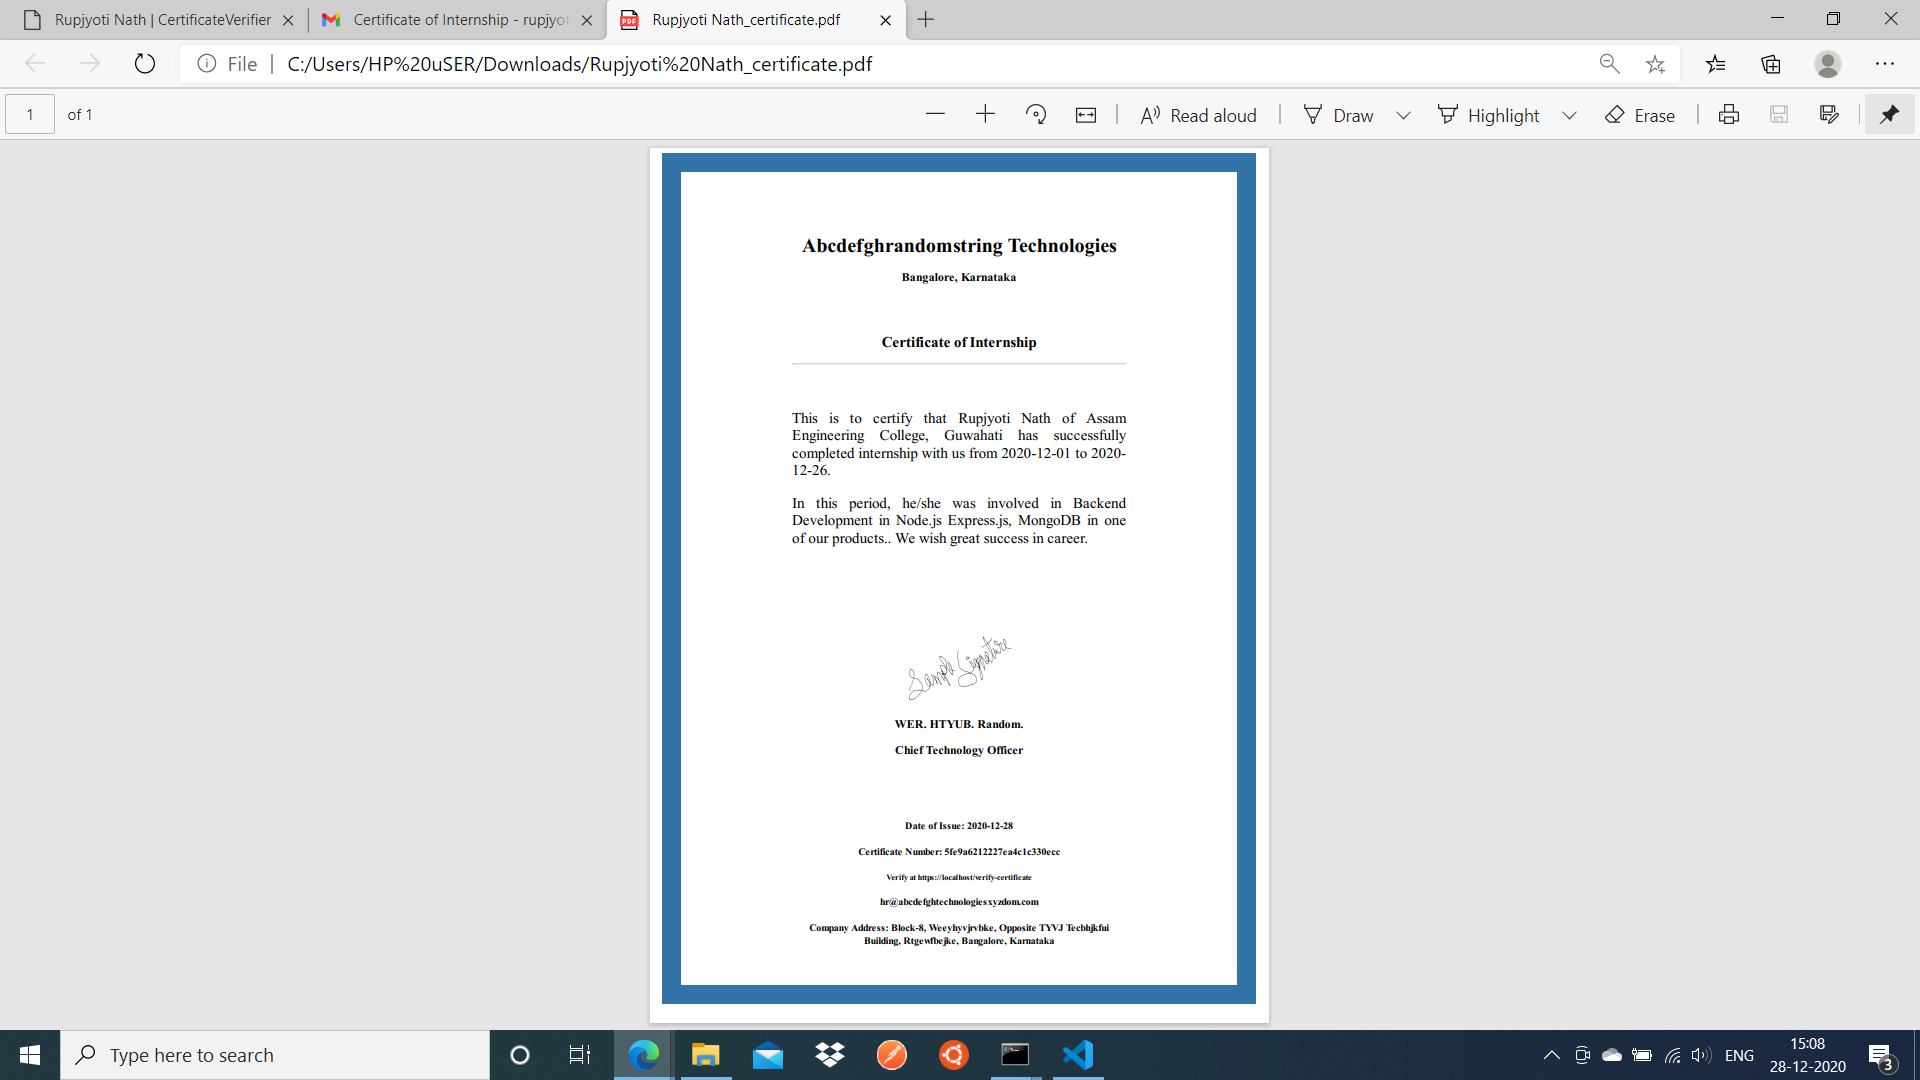 Rupjyoti Nath | CertificateVerifier
Certificate of Internship - rupjyot
Rupjyoti Nath_certificate.pdf
File
C:/Users/HP%20uSER/Downloads/Rupjyoti%20Nath_certificate.pdf
1 of 1
Read aloud
Draw
Highlight
Erase
Abcdefghrandomstring Technologies
Bangalore, Karnataka
Certificate of Internship
This is to certify that Rupjyoti Nath of Assam
Engineering College, Guwahati has successfully
completed internship with us from 2020-12-01 to 2020-
12-26.
In this period, he/she was involved in Backend
Development in Node.js Express.js, MongoDB in one
of our products.. We wish great success in career.
Sample Signature
WER. HTYUB. Random.
Chief Technology Officer
Date of Issue: 2020-12-28
Certificate Number: 5fe9a6212227ea4c1c330ecc
Verify at https://localhost/verify-certificate
hr@abcdefghtechnologiesxyzdom.com
Company Address: Block-8, Weeyhyvjrvbke, Opposite TYVJ Tecbhjkfui
Building, Rtgewfbejke, Bangalore, Karnataka
Type here to search
ENG
15:08
28-12-2020
3